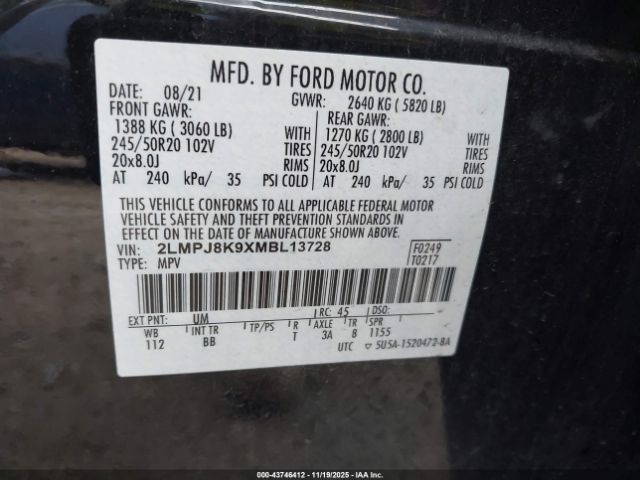 MFD. BY FORD MOTOR CO.
DATE: 08/21 GVWR: 2640 KG ( 5820 LB)
FRONT GAWR: REAR GAWR:
1388 KG ( 3060 LB) WITH 1270 KG ( 2800 LB) WITH
245/50R20 102V TIRES 245/50R20 102V TIRES
20x8.0J RIMS 20x8.0J RIMS
AT 240 kPa/ 35 PSI COLD AT 240 kPa/ 35 PSI COLD
THIS VEHICLE CONFORMS TO ALL APPLICABLE FEDERAL MOTOR
VEHICLE SAFETY AND THEFT PREVENTION STANDARDS IN
EFFECT ON THE DATE OF MANUFACTURE SHOWN ABOVE.
VIN: 2LMPJ8K9XMBL13728 F0249
TYPE: MPV T0217
EXT PNT: UM RC: 45 DSO:
WB INT TR TP/PS R AXLE TR SPR
112 BB T 3A 8 1155
UTC ▽ 5U5A-1520472-BA
00-43746412 - 11/19/2025 - IAAI.COM